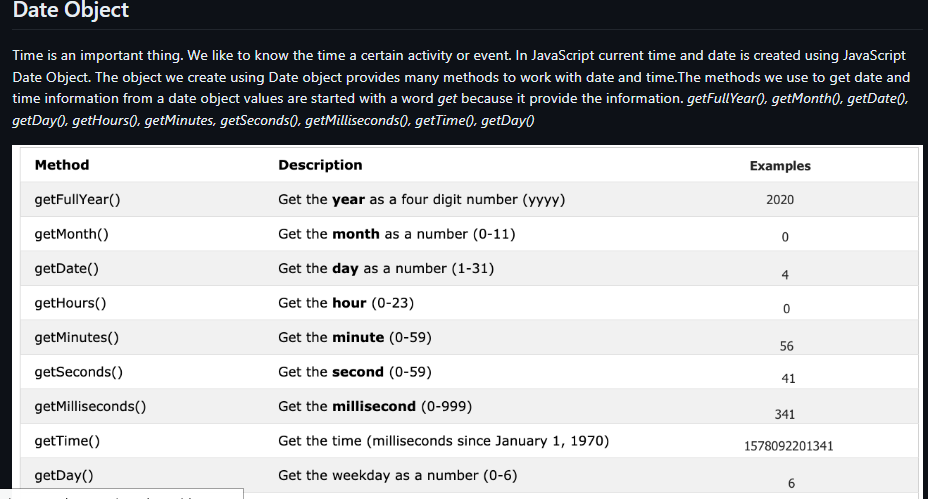 Date Object
Time is an important thing. We like to know the time a certain activity or event. In JavaScript current time and date is created using JavaScript
Date Object. The object we create using Date object provides many methods to work with date and time.The methods we use to get date and
time information from a date object values are started with a word get because it provide the information. getFullYear(), getMonth(), getDate(),
getDay(), getHours(), getMinutes, getSeconds(), getMilliseconds(), getTime(), getDay()
Method Description Examples
getFullYear() Get the year as a four digit number (yyyy) 2020
getMonth() Get the month as a number (0-11) 0
getDate() Get the day as a number (1-31) 4
getHours() Get the hour (0-23) 0
getMinutes() Get the minute (0-59) 56
getSeconds() Get the second (0-59) 41
getMilliseconds() Get the millisecond (0-999) 341
getTime() Get the time (milliseconds since January 1, 1970) 1578092201341
getDay() Get the weekday as a number (0-6) 6